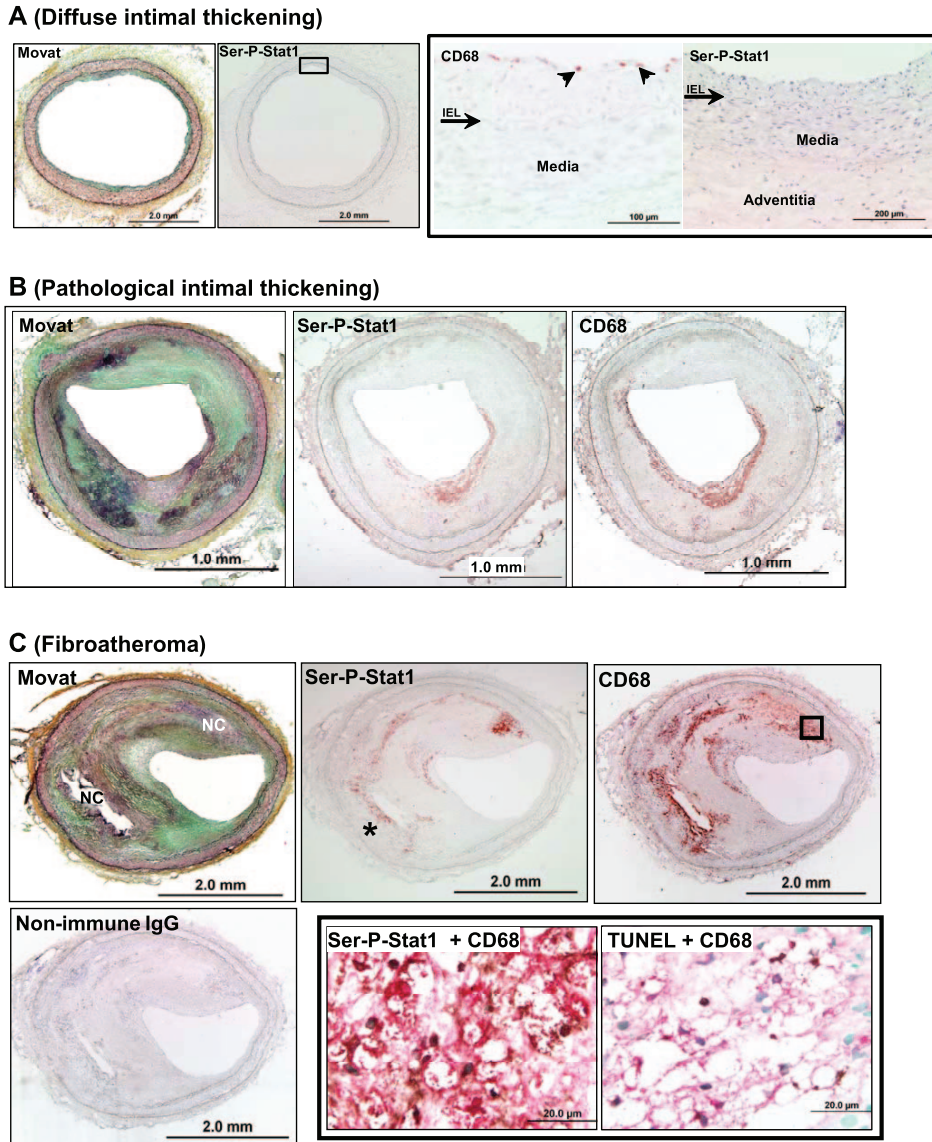 A (Diffuse intimal thickening)
Movat
2.0 mm
Ser-P-Stat1
2.0 mm
CD68
IEL
Media
100 µm
Ser-P-Stat1
IEL
Media
Adventitia
200 µm
B (Pathological intimal thickening)
Movat
1.0 mm
Ser-P-Stat1
1.0 mm
CD68
1.0 mm
C (Fibroatheroma)
Movat
NC
NC
2.0 mm
Ser-P-Stat1
*
2.0 mm
CD68
2.0 mm
Non-immune IgG
2.0 mm
Ser-P-Stat1 + CD68
20.0 µm
TUNEL + CD68
20.0 µm